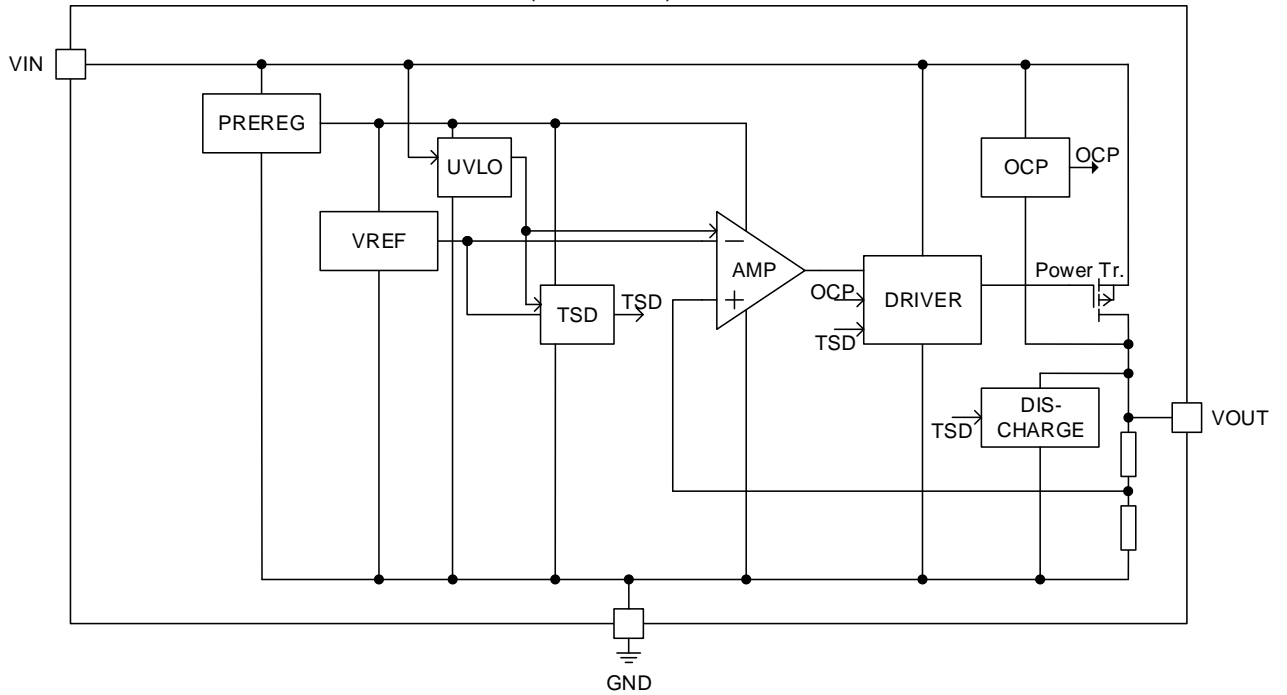 VIN
PREREG
UVLO
OCP
OCP
VREF
AMP
Power Tr.
TSD
TSD
OCP
DRIVER
TSD
DIS-
CHARGE
TSD
VOUT
GND